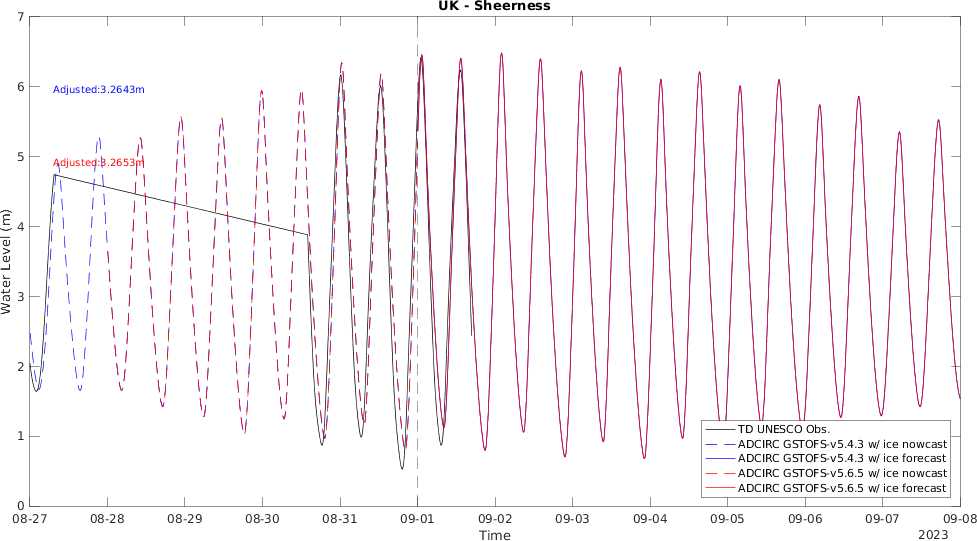 UK - Sheerness
7
6
5
4
3
2
1
0
Water Level (m)
Adjusted:3.2643m
Adjusted:3.2653m
TD UNESCO Obs.
ADCIRC GSTOFS-v5.4.3 w/ ice nowcast
ADCIRC GSTOFS-v5.4.3 w/ ice forecast
ADCIRC GSTOFS-v5.6.5 w/ ice nowcast
ADCIRC GSTOFS-v5.6.5 w/ ice forecast
08-27 08-28 08-29 08-30 08-31 09-01 09-02 09-03 09-04 09-05 09-06 09-07 09-08
Time
2023